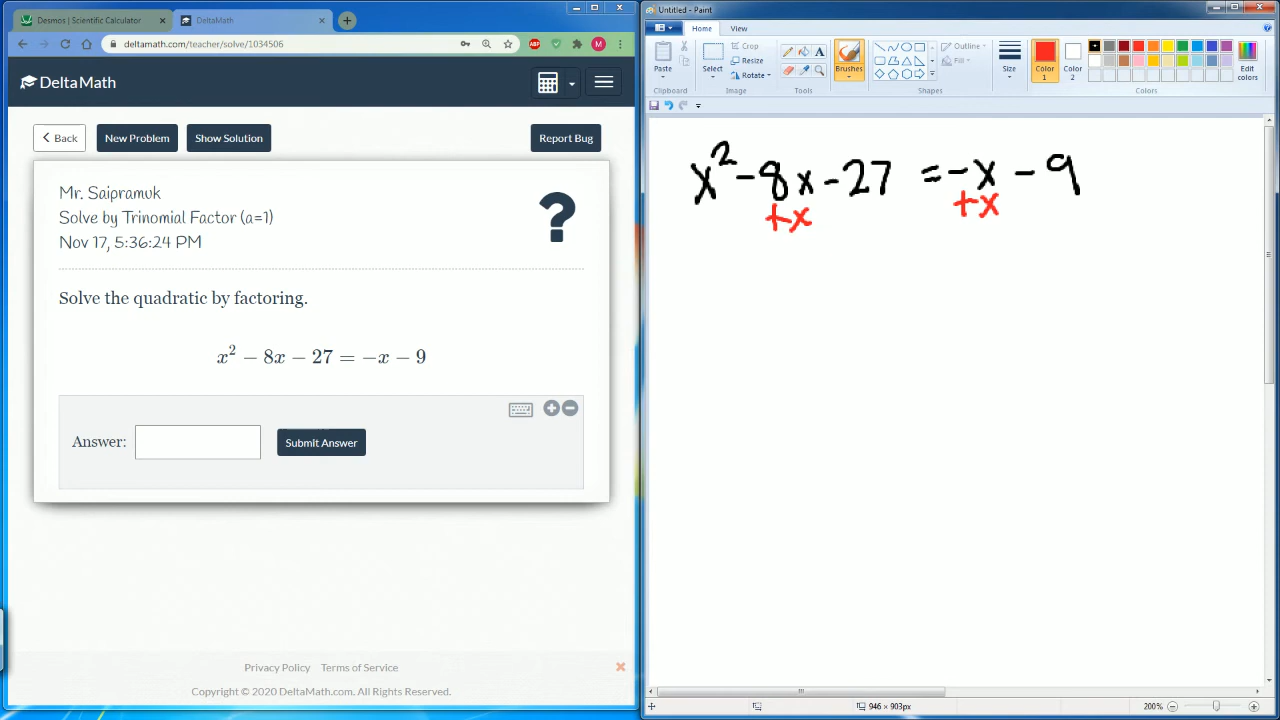 Desmos | Scientific Calculator
DeltaMath
deltamath.com/teacher/solve/1034506
ABP
M
DeltaMath
Back
New Problem
Show Solution
Report Bug
Mr. Saipramuk
Solve by Trinomial Factor (a=1)
Nov 17, 5:36:24 PM
?
Solve the quadratic by factoring.
x² − 8x − 27 = −x − 9
Answer:
Submit Answer
Privacy Policy Terms of Service
Copyright © 2020 DeltaMath.com. All Rights Reserved.
Untitled - Paint
Home View
Paste
Clipboard
Select
Crop
Resize
Rotate
Image
A
Tools
Brushes
Outline
Fill
Shapes
Size
Color 1
Color 2
Edit colors
Colors
x² - 8x - 27 = -x - 9
+x +x
946 × 903px
200%